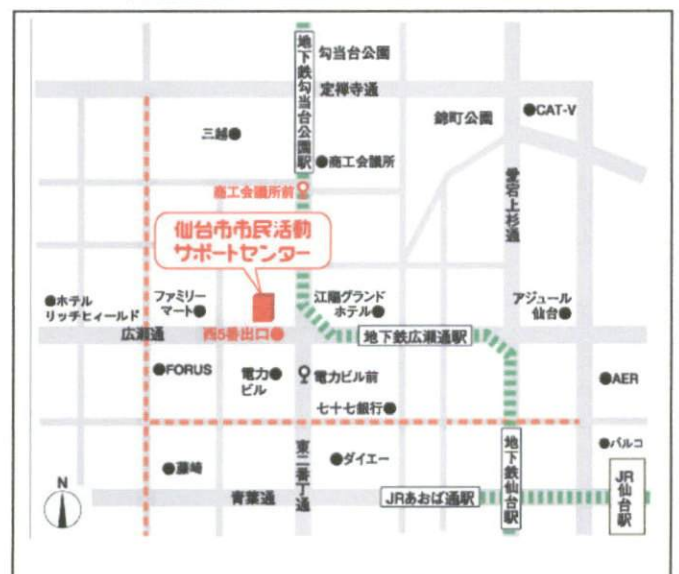 地下鉄勾当台公園駅
勾当台公園
定禅寺通
錦町公園
●CAT-V
三越●
●商工会議所
愛宕上杉通
商工会議所前
仙台市市民活動
サポートセンター
●ホテル
リッチヒィールド
ファミリー
マート●
江陽グランド
ホテル●
アジュール
仙台●
広瀬通
西5番出口●
地下鉄広瀬通駅
●FORUS
電力●
ビル
電力ビル前
●AER
七十七銀行●
東二番丁通
●ダイエー
地下鉄仙台駅
●パルコ
●藤崎
JR仙台駅
N
青葉通
JRあおば通駅